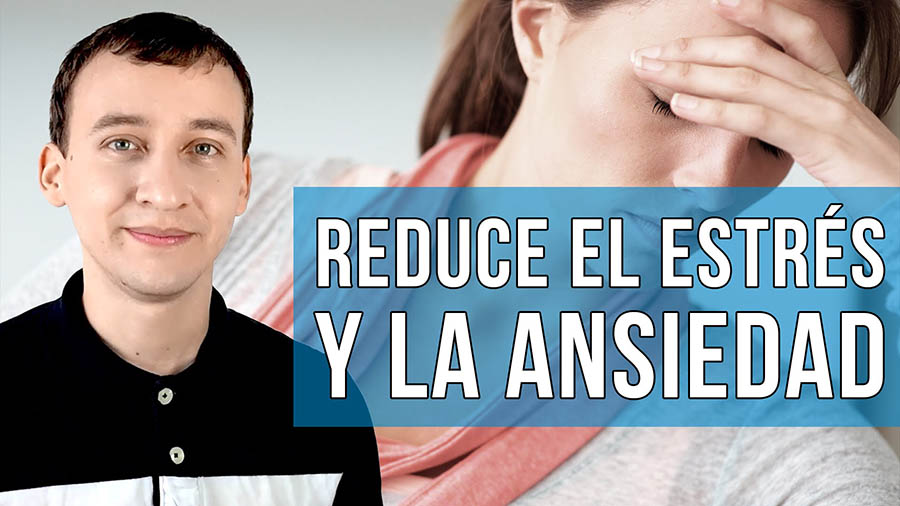 REDUCE EL ESTRÉS
Y LA ANSIEDAD